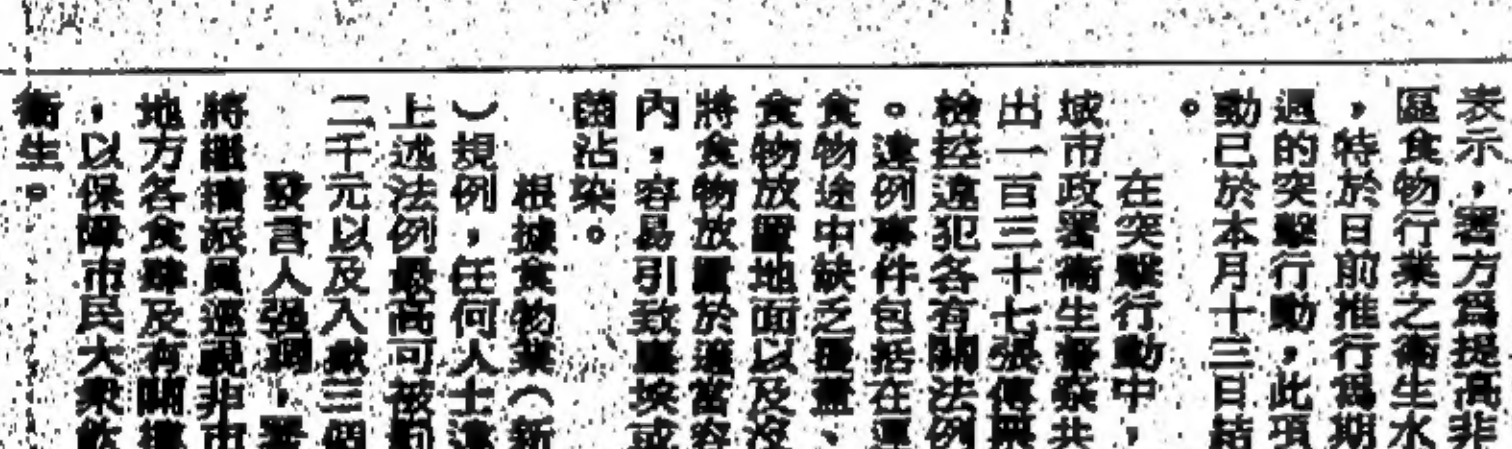 表示，署方爲提高非
區食物行業之衞生水
，特於日前推行爲期
週的突擊行動，此項
動已於本月十三日結
。
在突擊行動中，
域市政署衞生督察共
出一百三十七張傳票
檢控違犯各有關法例
。違例事件包括在運
食物途中缺乏覆蓋、
食物放置地面以及沒
將食物放置於適當容
內，容易引致塵埃或
菌沾染。
根據食物業（新
）規例，任何人士違
上述法例最高可被罰
二千元以及入獄三個
發言人强調，署
將繼續派員巡視非市
地方各食肆及有關攤
，以保障市民大衆飲
衞生。